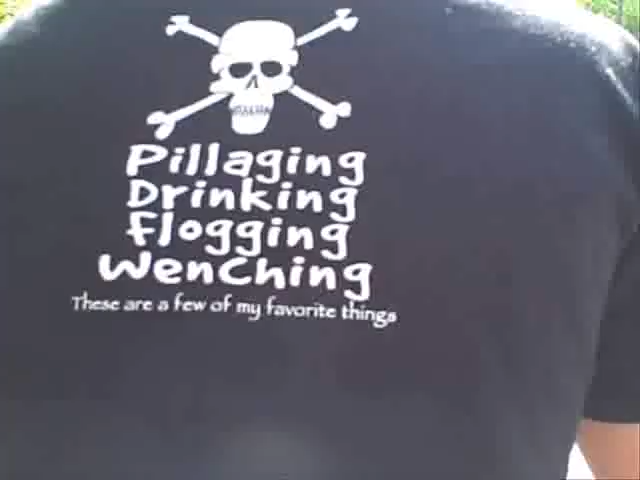 Pillaging
Drinking
Flogging
WenChing
These are a few of my favorite things